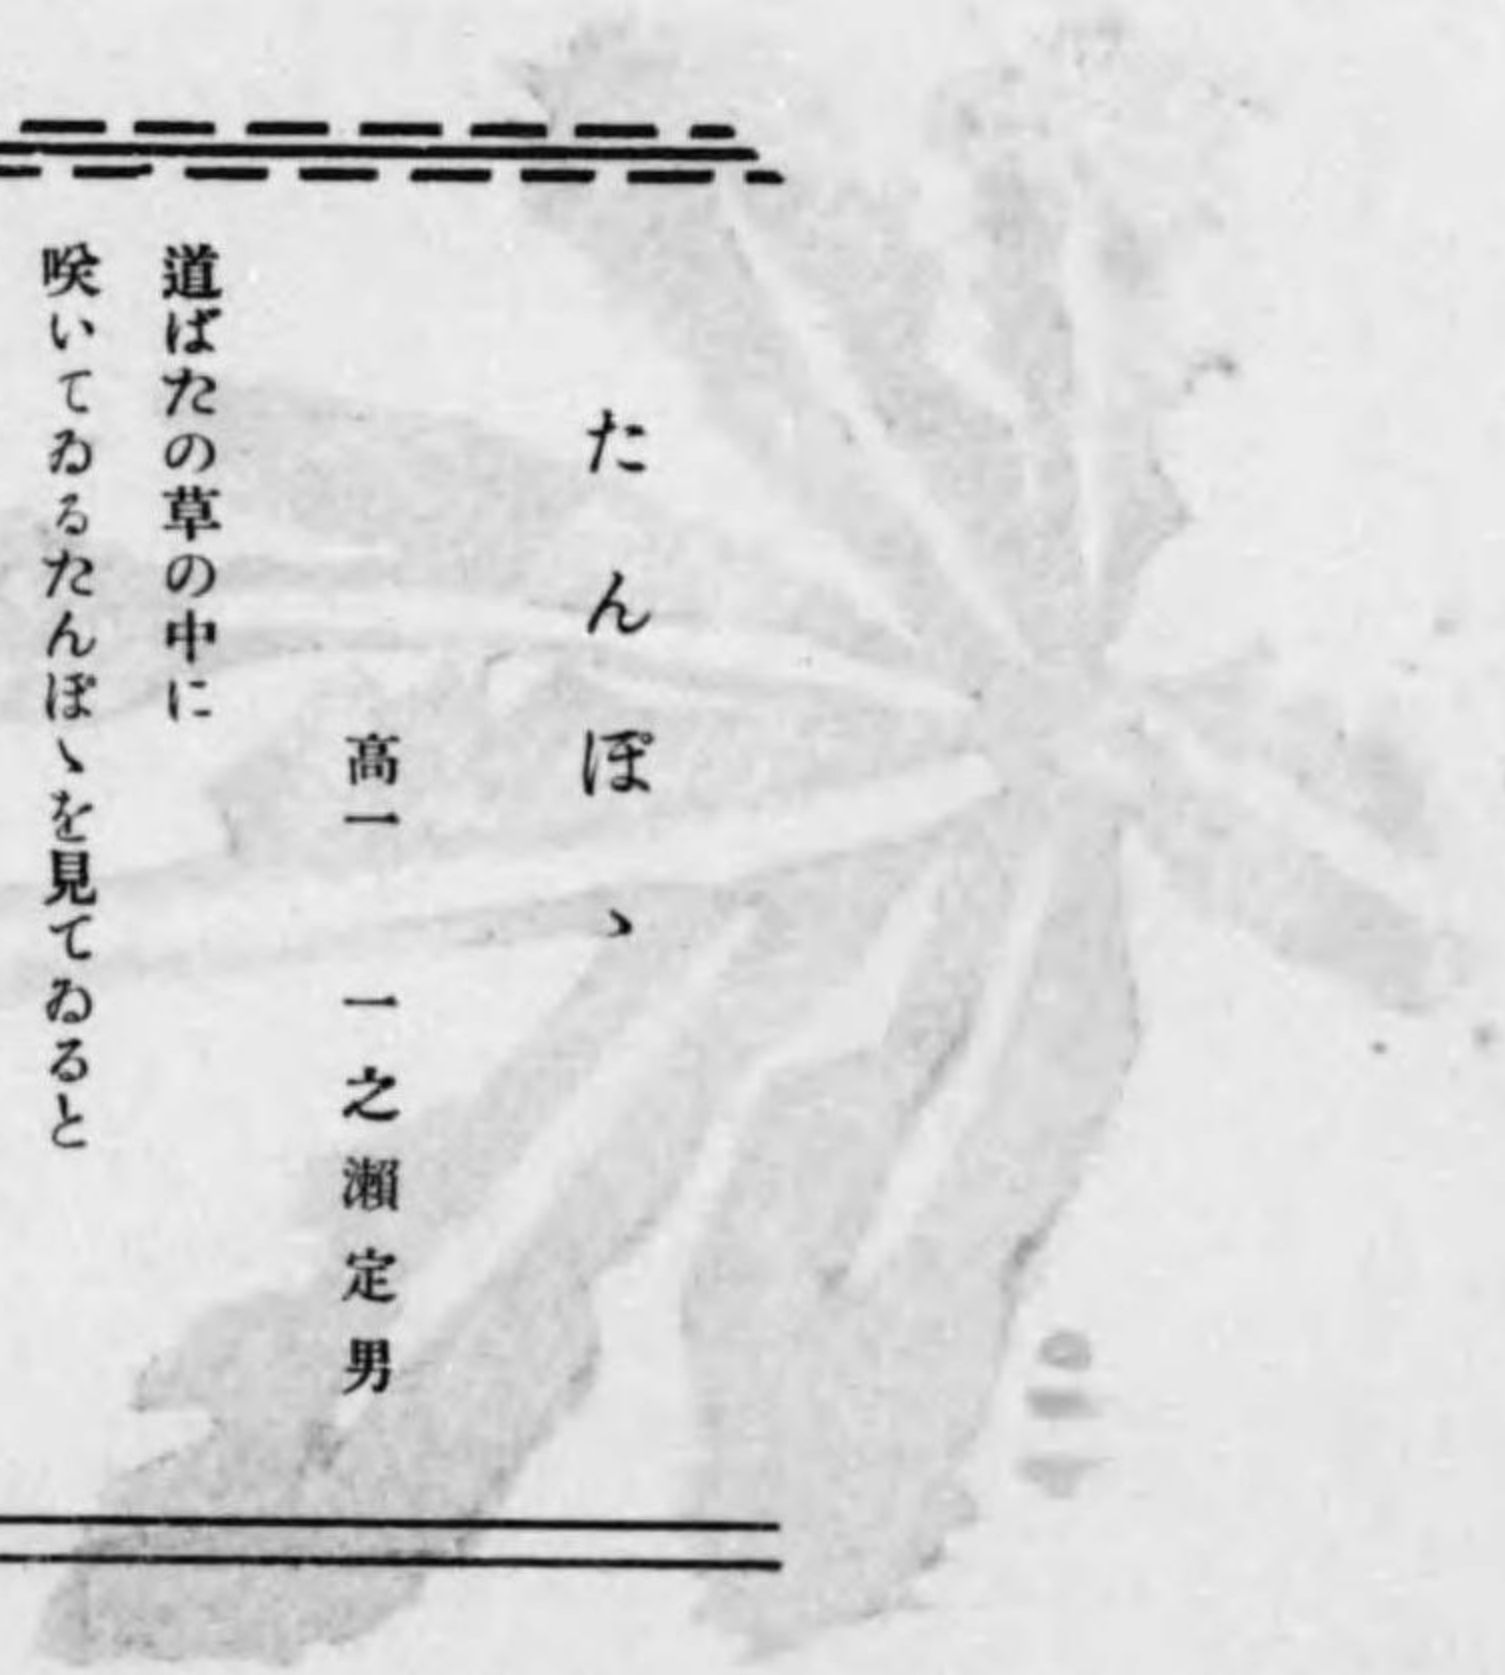 たんぽゝ
高一 一之瀨定男
道ばたの草の中に
咲いてゐるたんぽゝを見てゐると